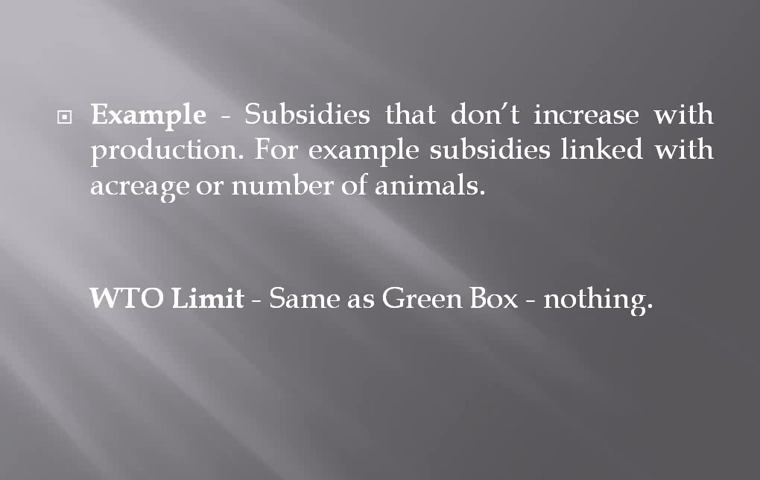 Example - Subsidies that don’t increase with
production. For example subsidies linked with
acreage or number of animals.
WTO Limit - Same as Green Box - nothing.